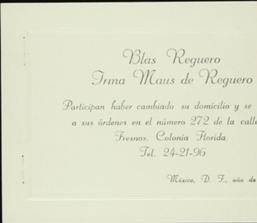 Blas Reguero
Irma Maus de Reguero
Participan haber cambiado su domicilio y se
a sus órdenes en el número 272 de la calle
Fresnos, Colonia Florida.
Tel. 24-21-96
México, D. F., año de